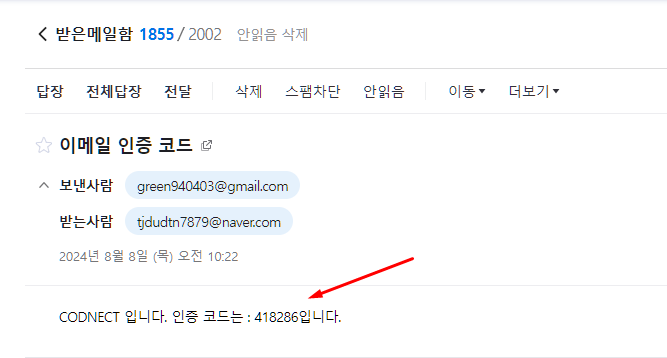 받은메일함 1855 / 2002 안읽음 삭제
답장 전체답장 전달 삭제 스팸차단 안읽음 이동 더보기
이메일 인증 코드
보낸사람 green940403@gmail.com
받는사람 tjdudtn7879@naver.com
2024년 8월 8일 (목) 오전 10:22
CODNECT 입니다. 인증 코드는 : 418286입니다.